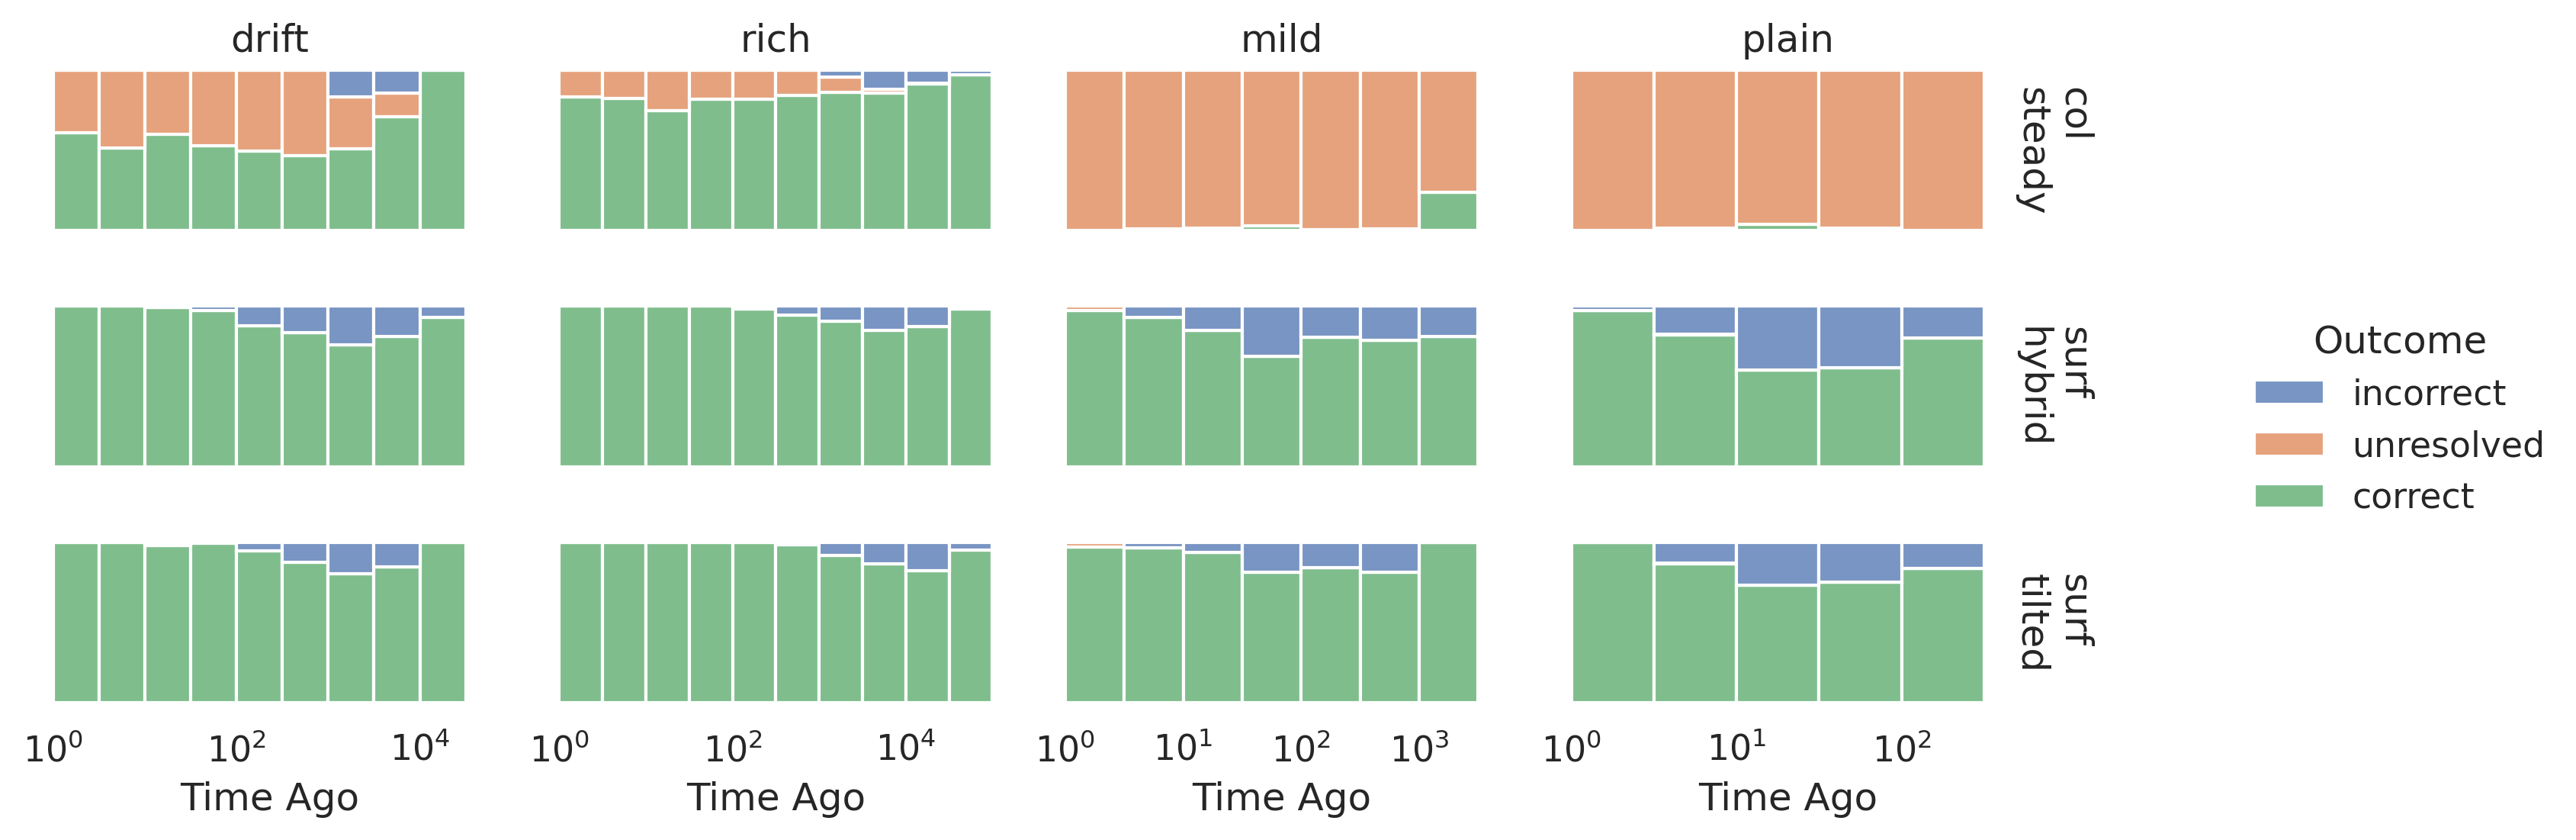 drift
rich
mild
plain
col
steady
surf
hybrid
surf
tilted
Outcome
incorrect
unresolved
correct
10⁰ 10² 10⁴
10⁰ 10² 10⁴
10⁰ 10¹ 10² 10³
10⁰ 10¹ 10²
Time Ago
Time Ago
Time Ago
Time Ago